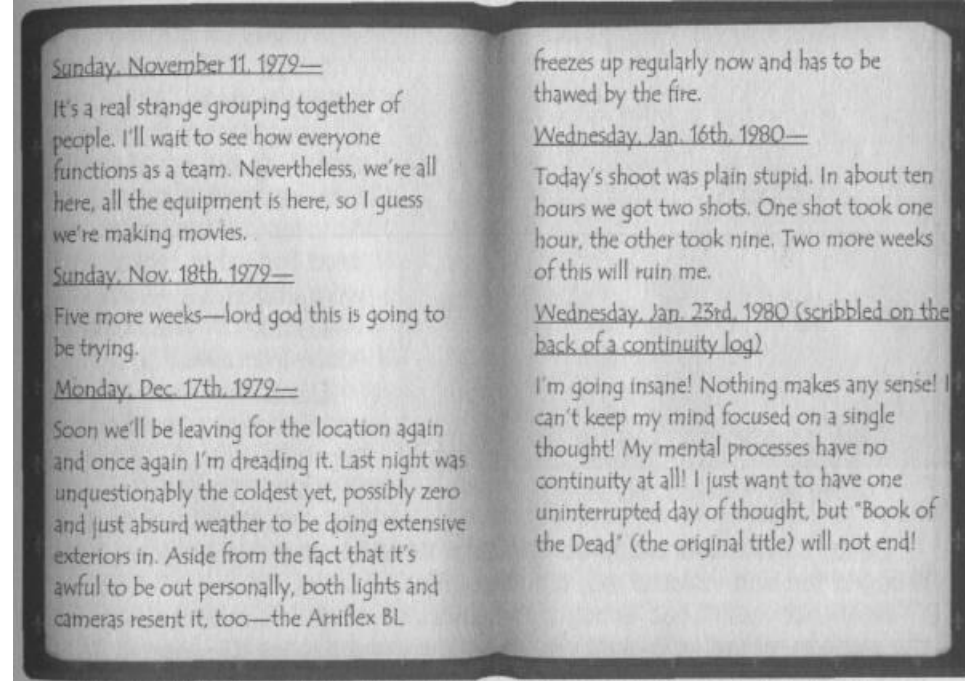 Sunday, November 11, 1979—
It's a real strange grouping together of
people. I'll wait to see how everyone
functions as a team. Nevertheless, we're all
here, all the equipment is here, so I guess
we're making movies.
Sunday, Nov. 18th, 1979—
Five more weeks—lord god this is going to
be trying.
Monday, Dec. 17th, 1979—
Soon we'll be leaving for the location again
and once again I'm dreading it. Last night was
unquestionably the coldest yet, possibly zero
and just absurd weather to be doing extensive
exteriors in. Aside from the fact that it's
awful to be out personally, both lights and
cameras resent it, too—the Arriflex BL
freezes up regularly now and has to be
thawed by the fire.
Wednesday, Jan. 16th, 1980—
Today's shoot was plain stupid. In about ten
hours we got two shots. One shot took one
hour, the other took nine. Two more weeks
of this will ruin me.
Wednesday, Jan. 23rd, 1980 (scribbled on the
back of a continuity log)
I'm going insane! Nothing makes any sense! I
can't keep my mind focused on a single
thought! My mental processes have no
continuity at all! I just want to have one
uninterrupted day of thought, but "Book of
the Dead" (the original title) will not end!